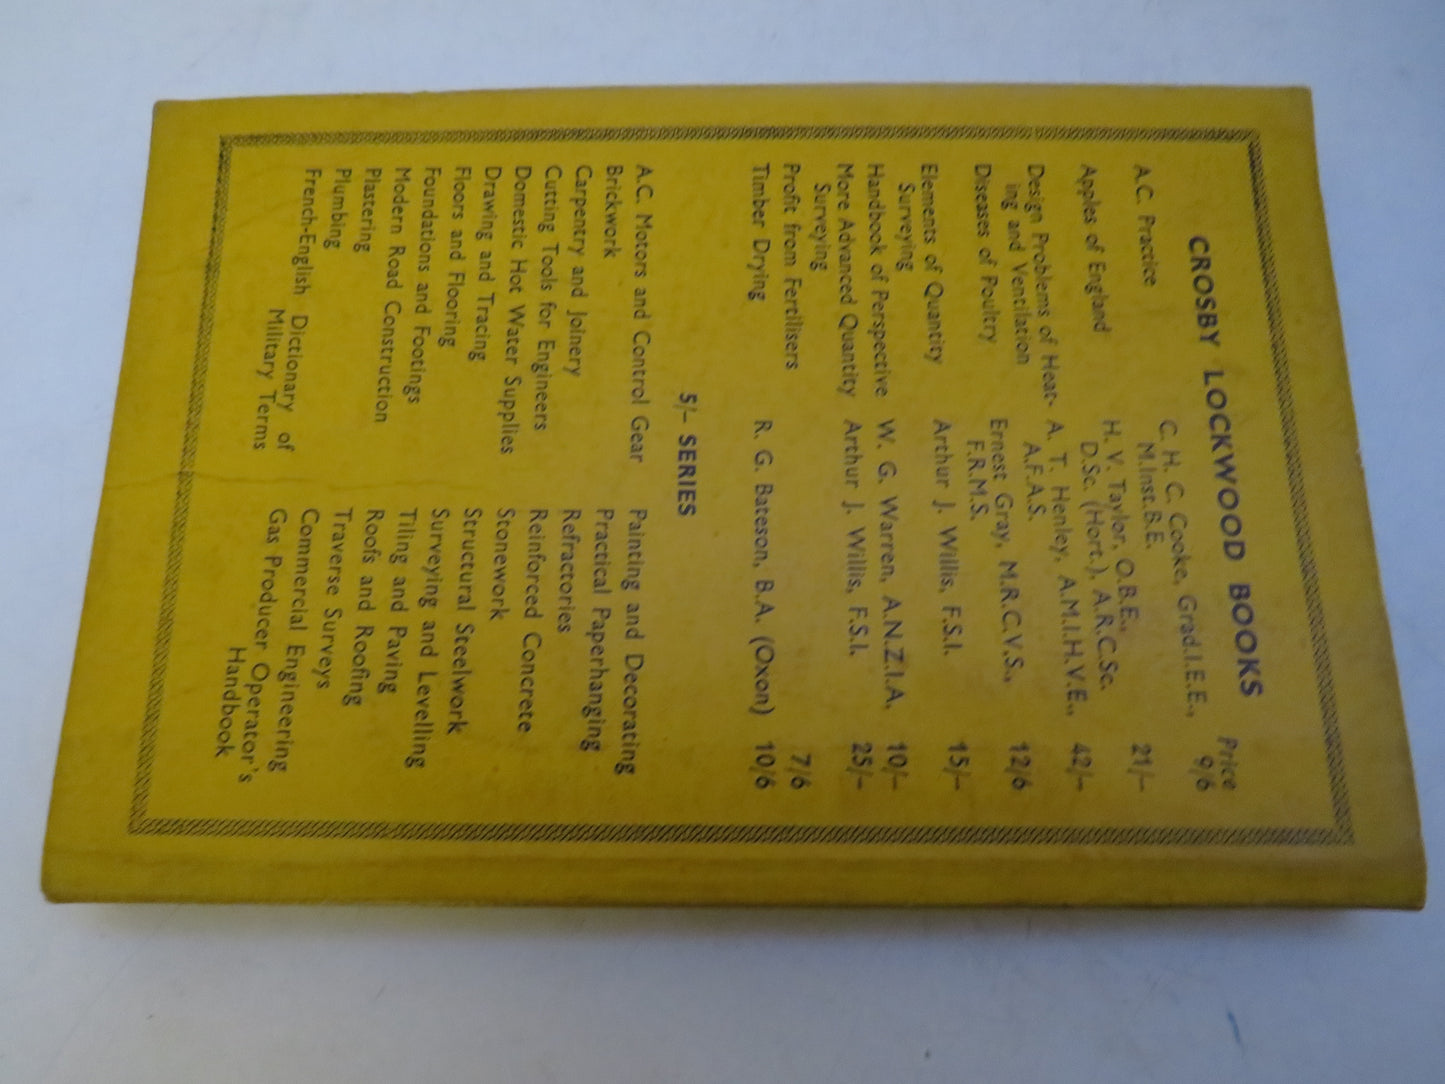 CROSBY LOCKWOOD BOOKS
Price
A.C. Practice C. H. C. Cooke, Grad.I.E.E., 9/6
M.Inst.B.E.
Apples of England H. V. Taylor, O.B.E., 21/-
D.Sc. (Hort.), A.R.C.Sc.
Design Problems of Heat- A. T. Henley, A.M.I.H.V.E., 42/-
ing and Ventilation A.F.A.S.
Diseases of Poultry Ernest Gray, M.R.C.V.S., 12/6
F.R.M.S.
Elements of Quantity Arthur J. Willis, F.S.I. 15/-
Surveying
Handbook of Perspective W. G. Warren, A.N.Z.I.A. 10/-
More Advanced Quantity Arthur J. Willis, F.S.I. 25/-
Surveying
Profit from Fertilisers 7/6
Timber Drying R. G. Bateson, B.A. (Oxon) 10/6
5/- SERIES
A.C. Motors and Control Gear
Brickwork
Carpentry and Joinery
Cutting Tools for Engineers
Domestic Hot Water Supplies
Drawing and Tracing
Floors and Flooring
Foundations and Footings
Modern Road Construction
Plastering
Plumbing
French-English Dictionary of
Military Terms
Painting and Decorating
Practical Paperhanging
Refractories
Reinforced Concrete
Stonework
Structural Steelwork
Surveying and Levelling
Tiling and Paving
Roofs and Roofing
Traverse Surveys
Commercial Engineering
Gas Producer Operator's
Handbook